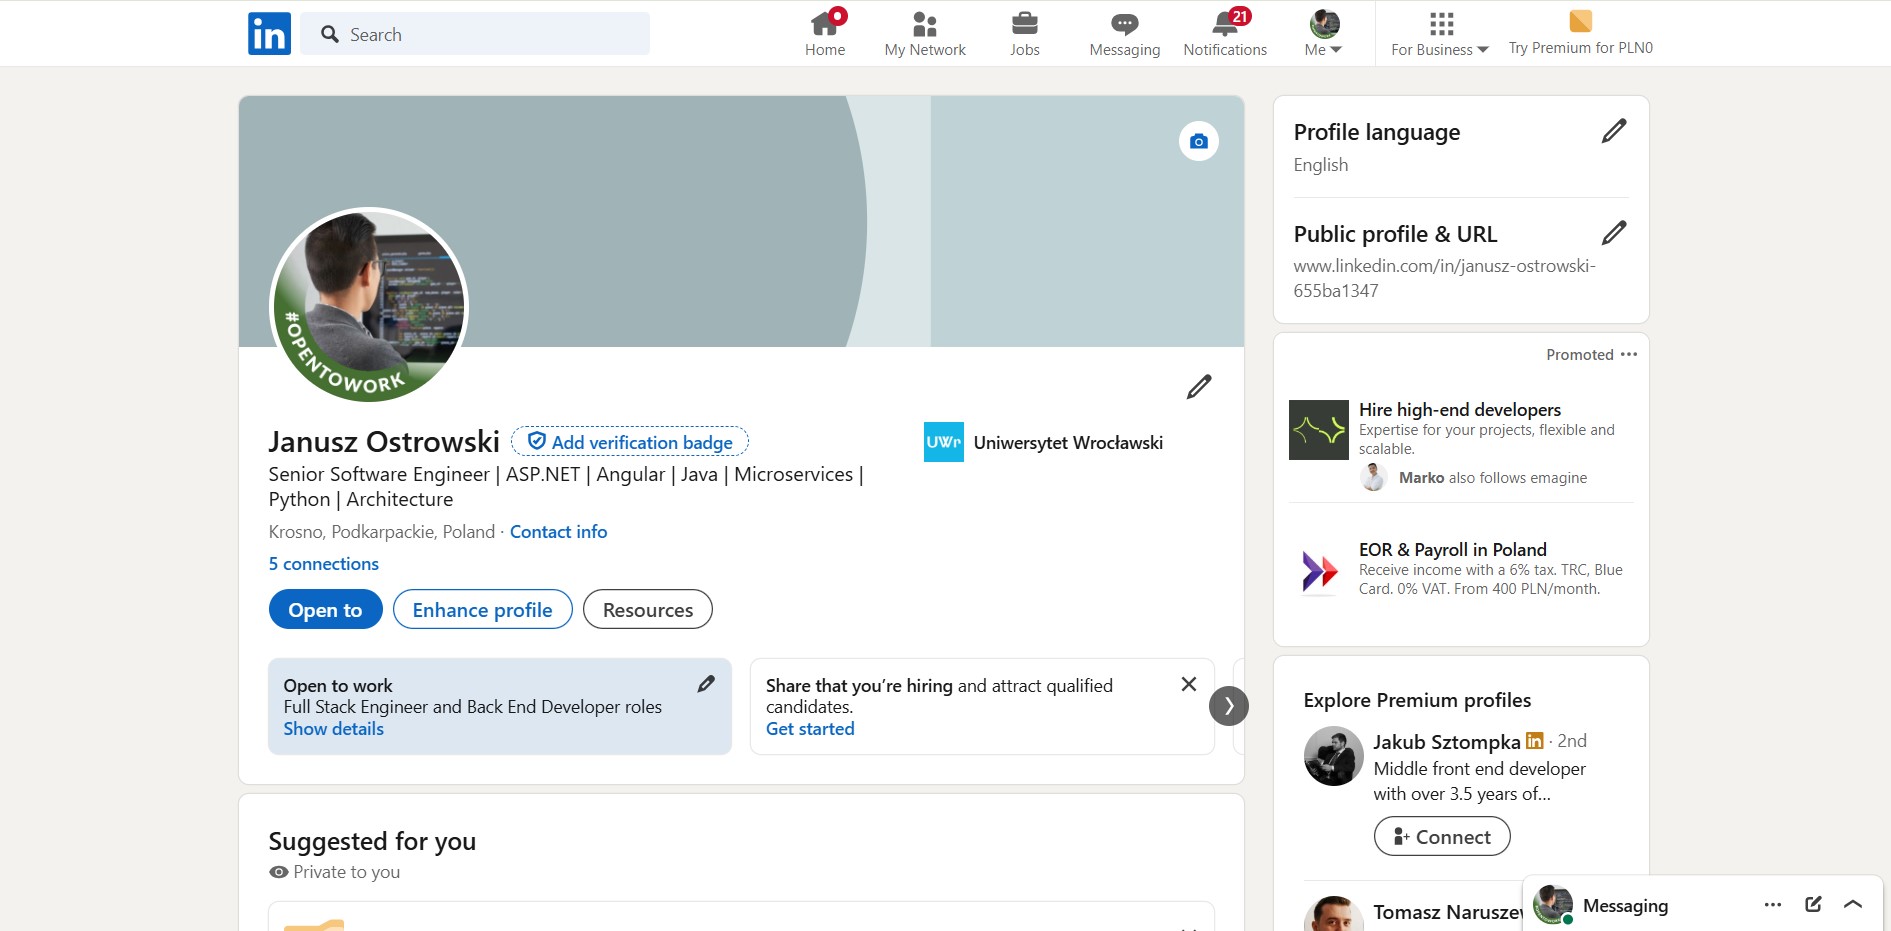 in
Search
Home
My Network
Jobs
Messaging
21
Notifications
Me
For Business
Try Premium for PLN0
#OPENTOWORK
Janusz Ostrowski
Add verification badge
Senior Software Engineer | ASP.NET | Angular | Java | Microservices |
Python | Architecture
Krosno, Podkarpackie, Poland · Contact info
5 connections
UWr
Uniwersytet Wrocławski
Open to
Enhance profile
Resources
Open to work
Full Stack Engineer and Back End Developer roles
Show details
Share that you’re hiring and attract qualified
candidates.
Get started
Suggested for you
Private to you
Profile language
English
Public profile & URL
www.linkedin.com/in/janusz-ostrowski-
655ba1347
Promoted
Hire high-end developers
Expertise for your projects, flexible and
scalable.
Marko also follows emagine
EOR & Payroll in Poland
Receive income with a 6% tax. TRC, Blue
Card. 0% VAT. From 400 PLN/month.
Explore Premium profiles
Jakub Sztompka in · 2nd
Middle front end developer
with over 3.5 years of...
Connect
Tomasz
Messaging